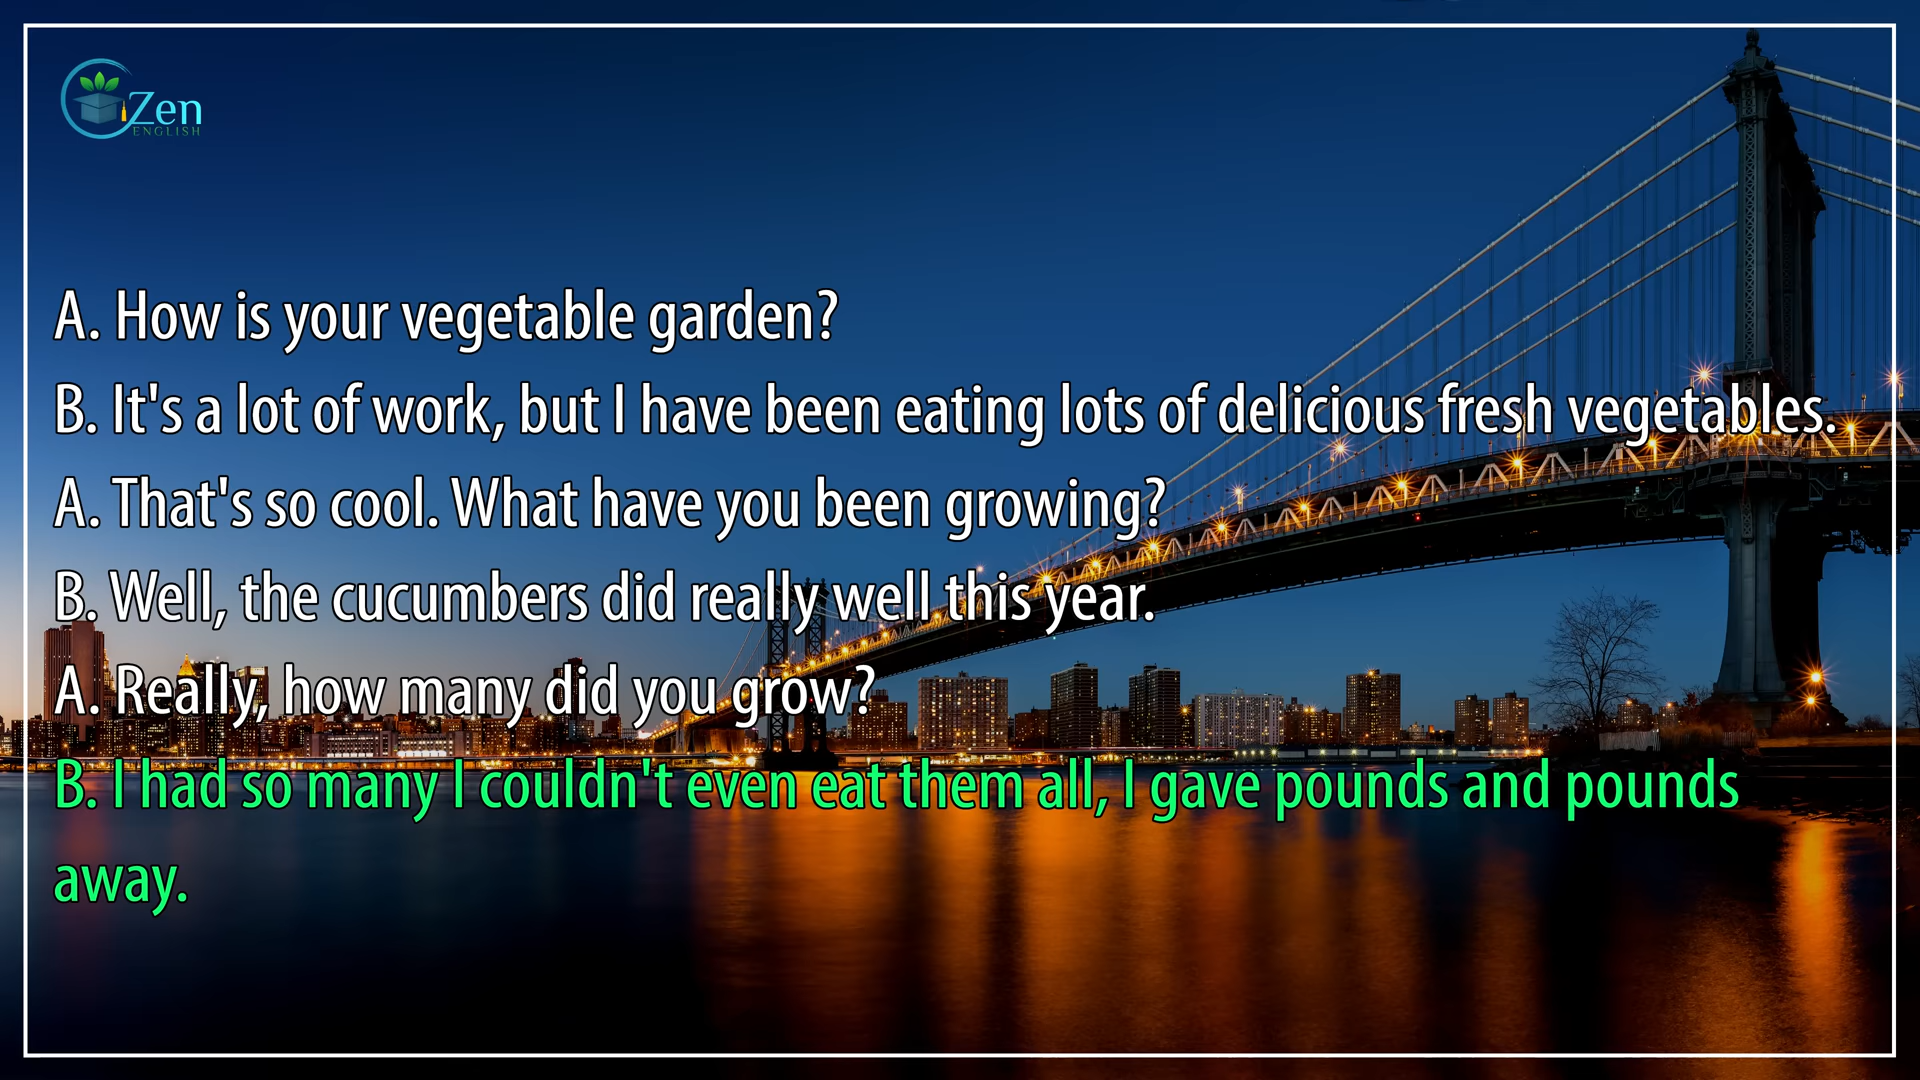 Zen
ENGLISH
A. How is your vegetable garden?
B. It's a lot of work, but I have been eating lots of delicious fresh vegetables.
A. That's so cool. What have you been growing?
B. Well, the cucumbers did really well this year.
A. Really, how many did you grow?
B. I had so many I couldn't even eat them all, I gave pounds and pounds
away.